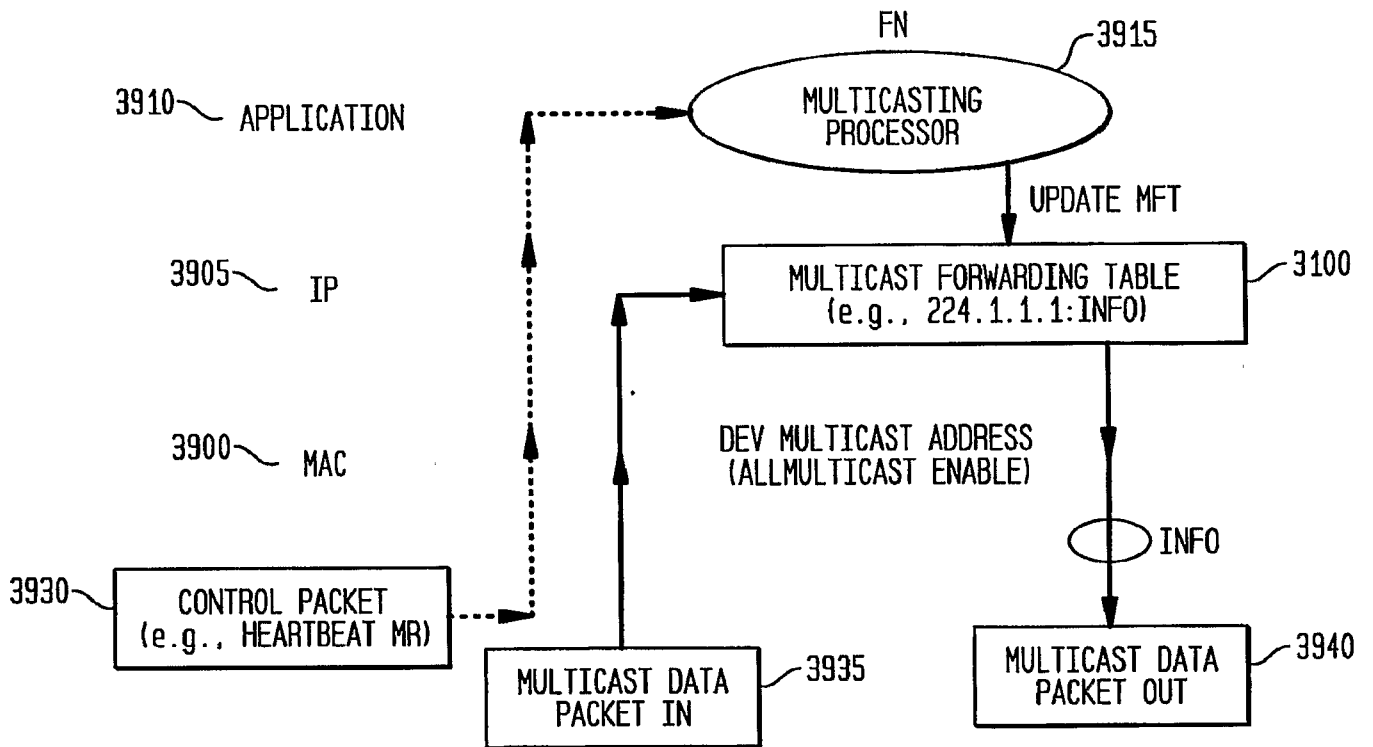 FN
3915
3910
APPLICATION
MULTICASTING
PROCESSOR
UPDATE MFT
3905
IP
MULTICAST FORWARDING TABLE
(e.g., 224.1.1.1:INFO)
3100
3900
MAC
DEV MULTICAST ADDRESS
(ALLMULTICAST ENABLE)
INFO
3930
CONTROL PACKET
(e.g., HEARTBEAT MR)
MULTICAST DATA
PACKET IN
3935
MULTICAST DATA
PACKET OUT
3940